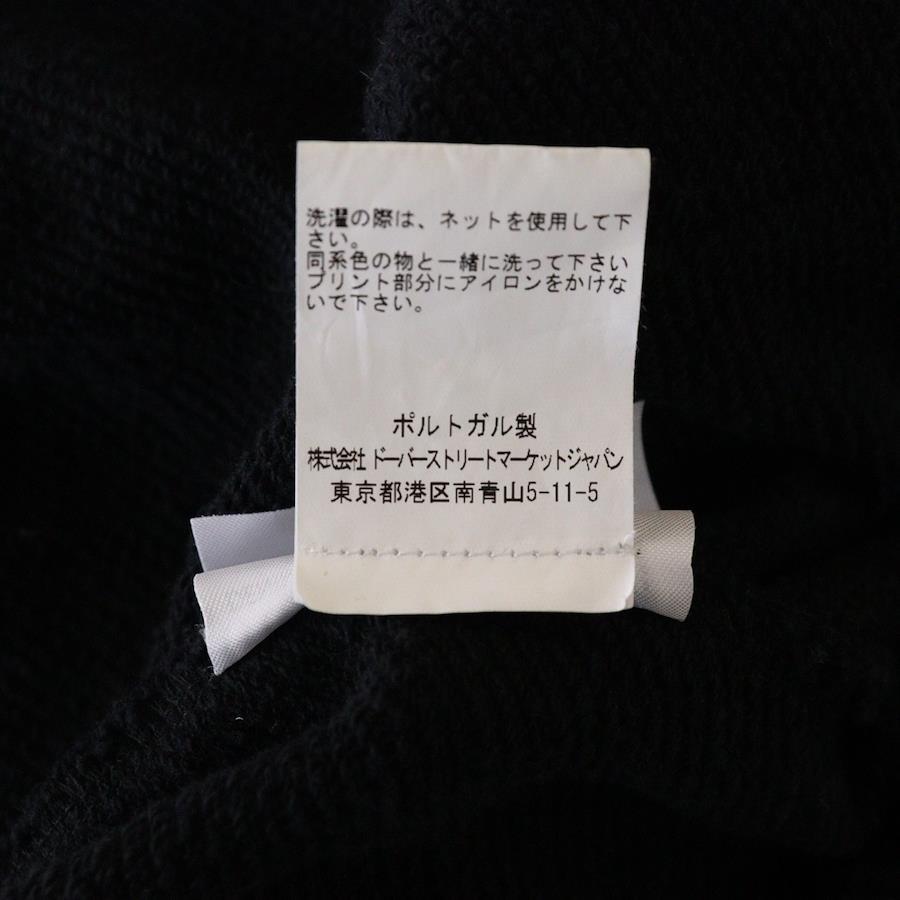 洗濯の際は、ネットを使用して下
さい。
同系色の物と一緒に洗って下さい
プリント部分にアイロンをかけな
いで下さい。
ポルトガル製
株式会社 ドーバーストリートマーケットジャパン
東京都港区南青山5-11-5